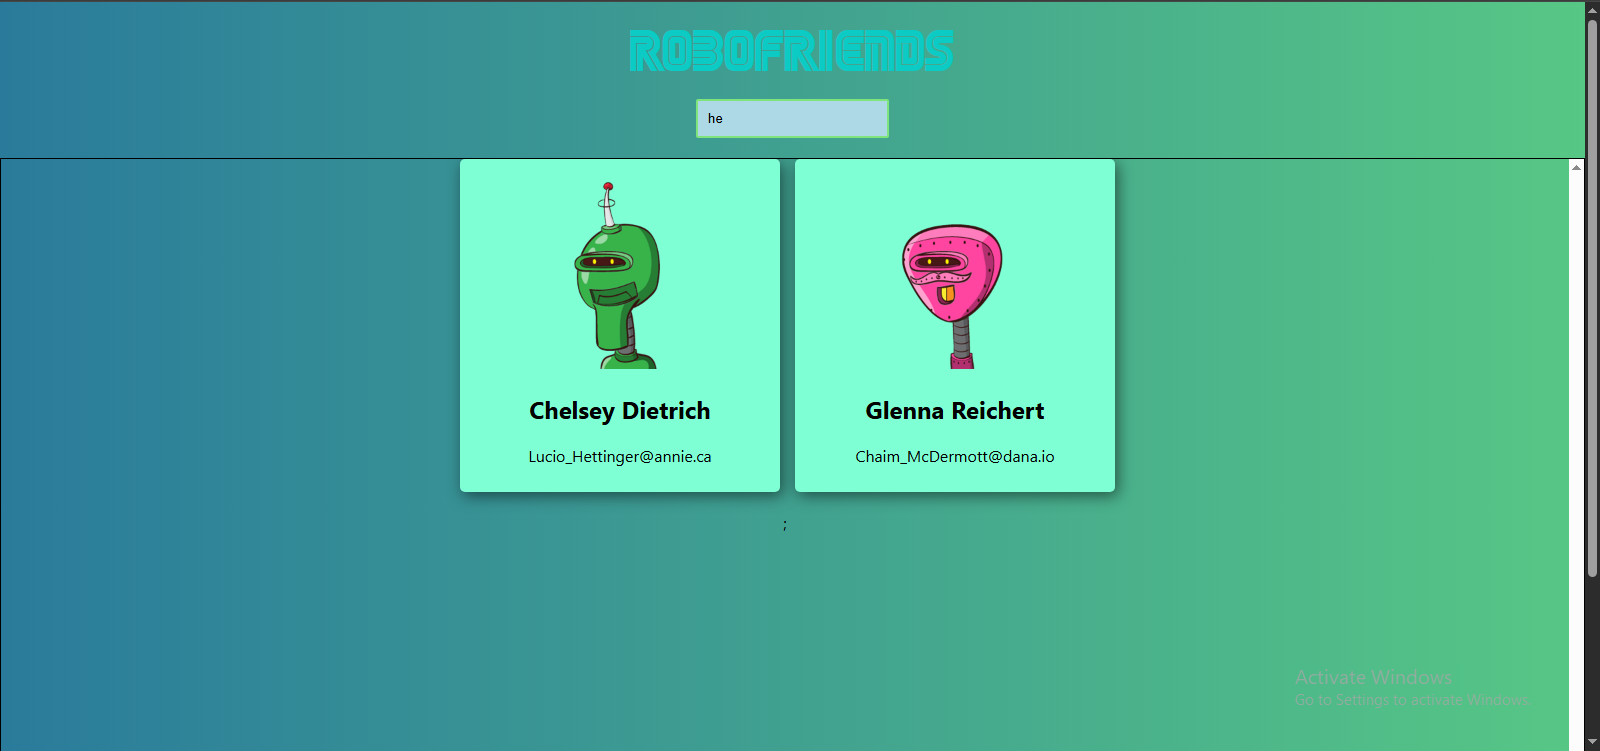 ROBOFRIENDS
he
Chelsey Dietrich
Lucio_Hettinger@annie.ca
Glenna Reichert
Chaim_McDermott@dana.io
;
Activate Windows
Go to Settings to activate Windows.